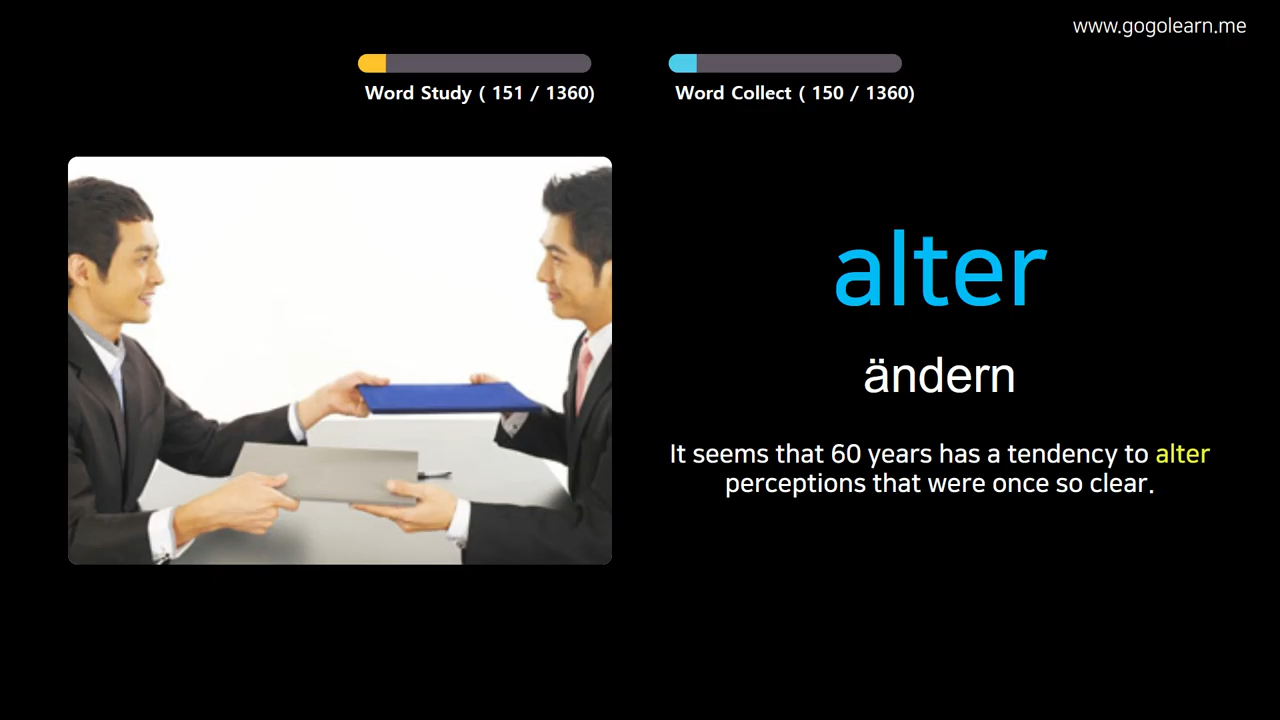 www.gogolearn.me
Word Study ( 151 / 1360)
Word Collect ( 150 / 1360)
alter
ändern
It seems that 60 years has a tendency to alter
perceptions that were once so clear.